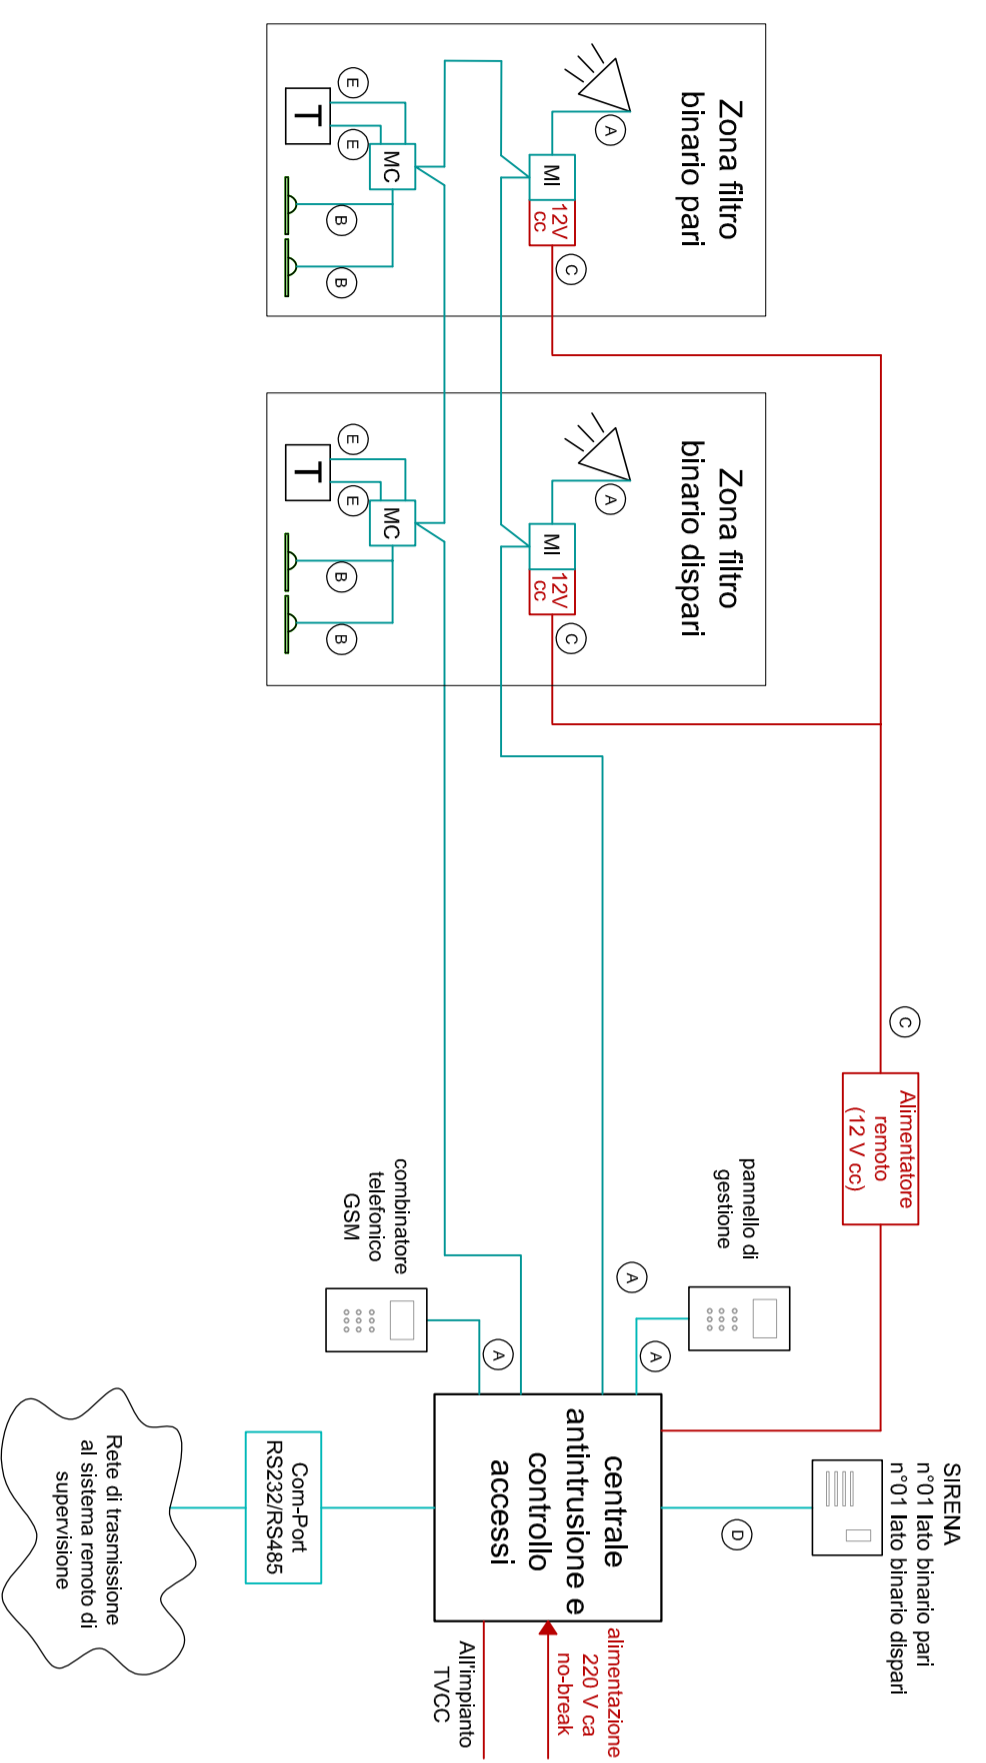 Zona filtro
binario pari
A
MI
12V
cc
C
E
E
T
MC
B
B
Zona filtro
binario dispari
A
MI
12V
cc
C
E
E
T
MC
B
B
C
Alimentatore
remoto
(12 V cc)
pannello di
gestione
A
A
combinatore
telefonico
GSM
A
SIRENA
n°01 lato binario pari
n°01 lato binario dispari
D
centrale
antintrusione e
controllo
accessi
Com-Port
RS232/RS485
Rete di trasmissione
al sistema remoto di
supervisione
alimentazione
220 V ca
no-break
All'impianto
TVCC